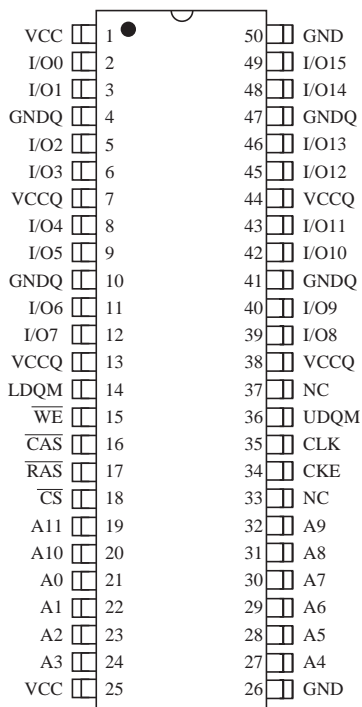 VCC 1 50 GND
I/O0 2 49 I/O15
I/O1 3 48 I/O14
GNDQ 4 47 GNDQ
I/O2 5 46 I/O13
I/O3 6 45 I/O12
VCCQ 7 44 VCCQ
I/O4 8 43 I/O11
I/O5 9 42 I/O10
GNDQ 10 41 GNDQ
I/O6 11 40 I/O9
I/O7 12 39 I/O8
VCCQ 13 38 VCCQ
LDQM 14 37 NC
WE 15 36 UDQM
CAS 16 35 CLK
RAS 17 34 CKE
CS 18 33 NC
A11 19 32 A9
A10 20 31 A8
A0 21 30 A7
A1 22 29 A6
A2 23 28 A5
A3 24 27 A4
VCC 25 26 GND